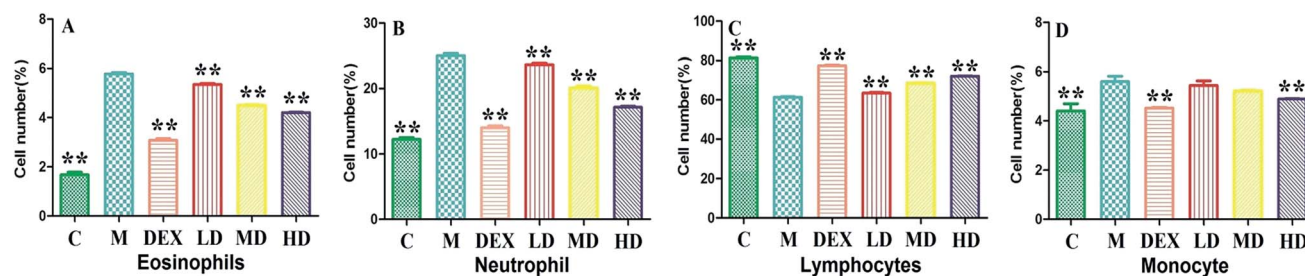 A
Cell number(%)
8
6
4
2
0
**
**
**
**
**
C M DEX LD MD HD
Eosinophils
B
Cell number(%)
30
20
10
0
**
**
**
**
**
C M DEX LD MD HD
Neutrophil
C
Cell number(%)
100
80
60
40
20
0
**
**
**
**
**
C M DEX LD MD HD
Lymphocytes
D
Cell number(%)
8
6
4
2
0
**
**
**
C M DEX LD MD HD
Monocyte